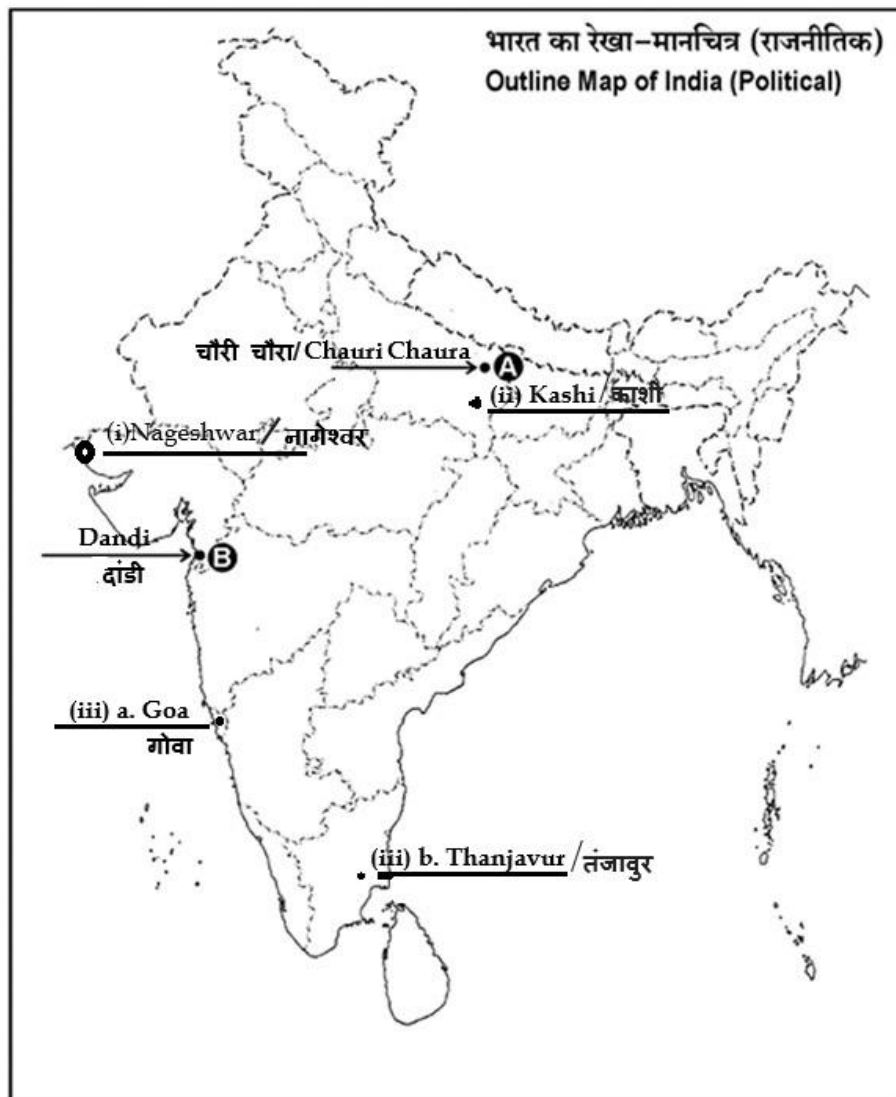 भारत का रेखा-मानचित्र (राजनीतिक)
Outline Map of India (Political)
चौरी चौरा/Chauri Chaura
A
(ii) Kashi/काशी
(i)Nageshwar/नागेश्वर
Dandi
B
दांडी
(iii) a. Goa
गोवा
(iii) b. Thanjavur/तंजावुर